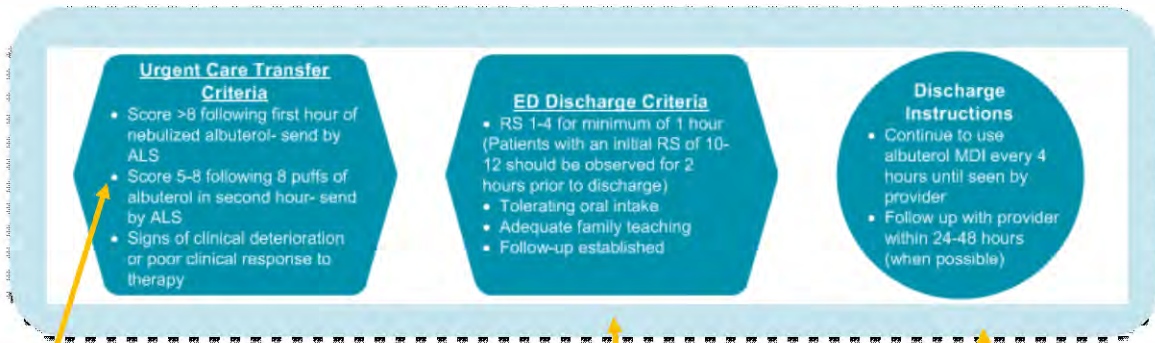 Urgent Care Transfer
Criteria
• Score >8 following first hour of
nebulized albuterol- send by
ALS
• Score 5-8 following 8 puffs of
albuterol in second hour- send
by ALS
• Signs of clinical deterioration
or poor clinical response to
therapy
ED Discharge Criteria
• RS 1-4 for minimum of 1 hour
(Patients with an initial RS of 10-
12 should be observed for 2
hours prior to discharge)
• Tolerating oral intake
• Adequate family teaching
• Follow-up established
Discharge
Instructions
• Continue to use
albuterol MDI every 4
hours until seen by
provider
• Follow up with provider
within 24-48 hours
(when possible)